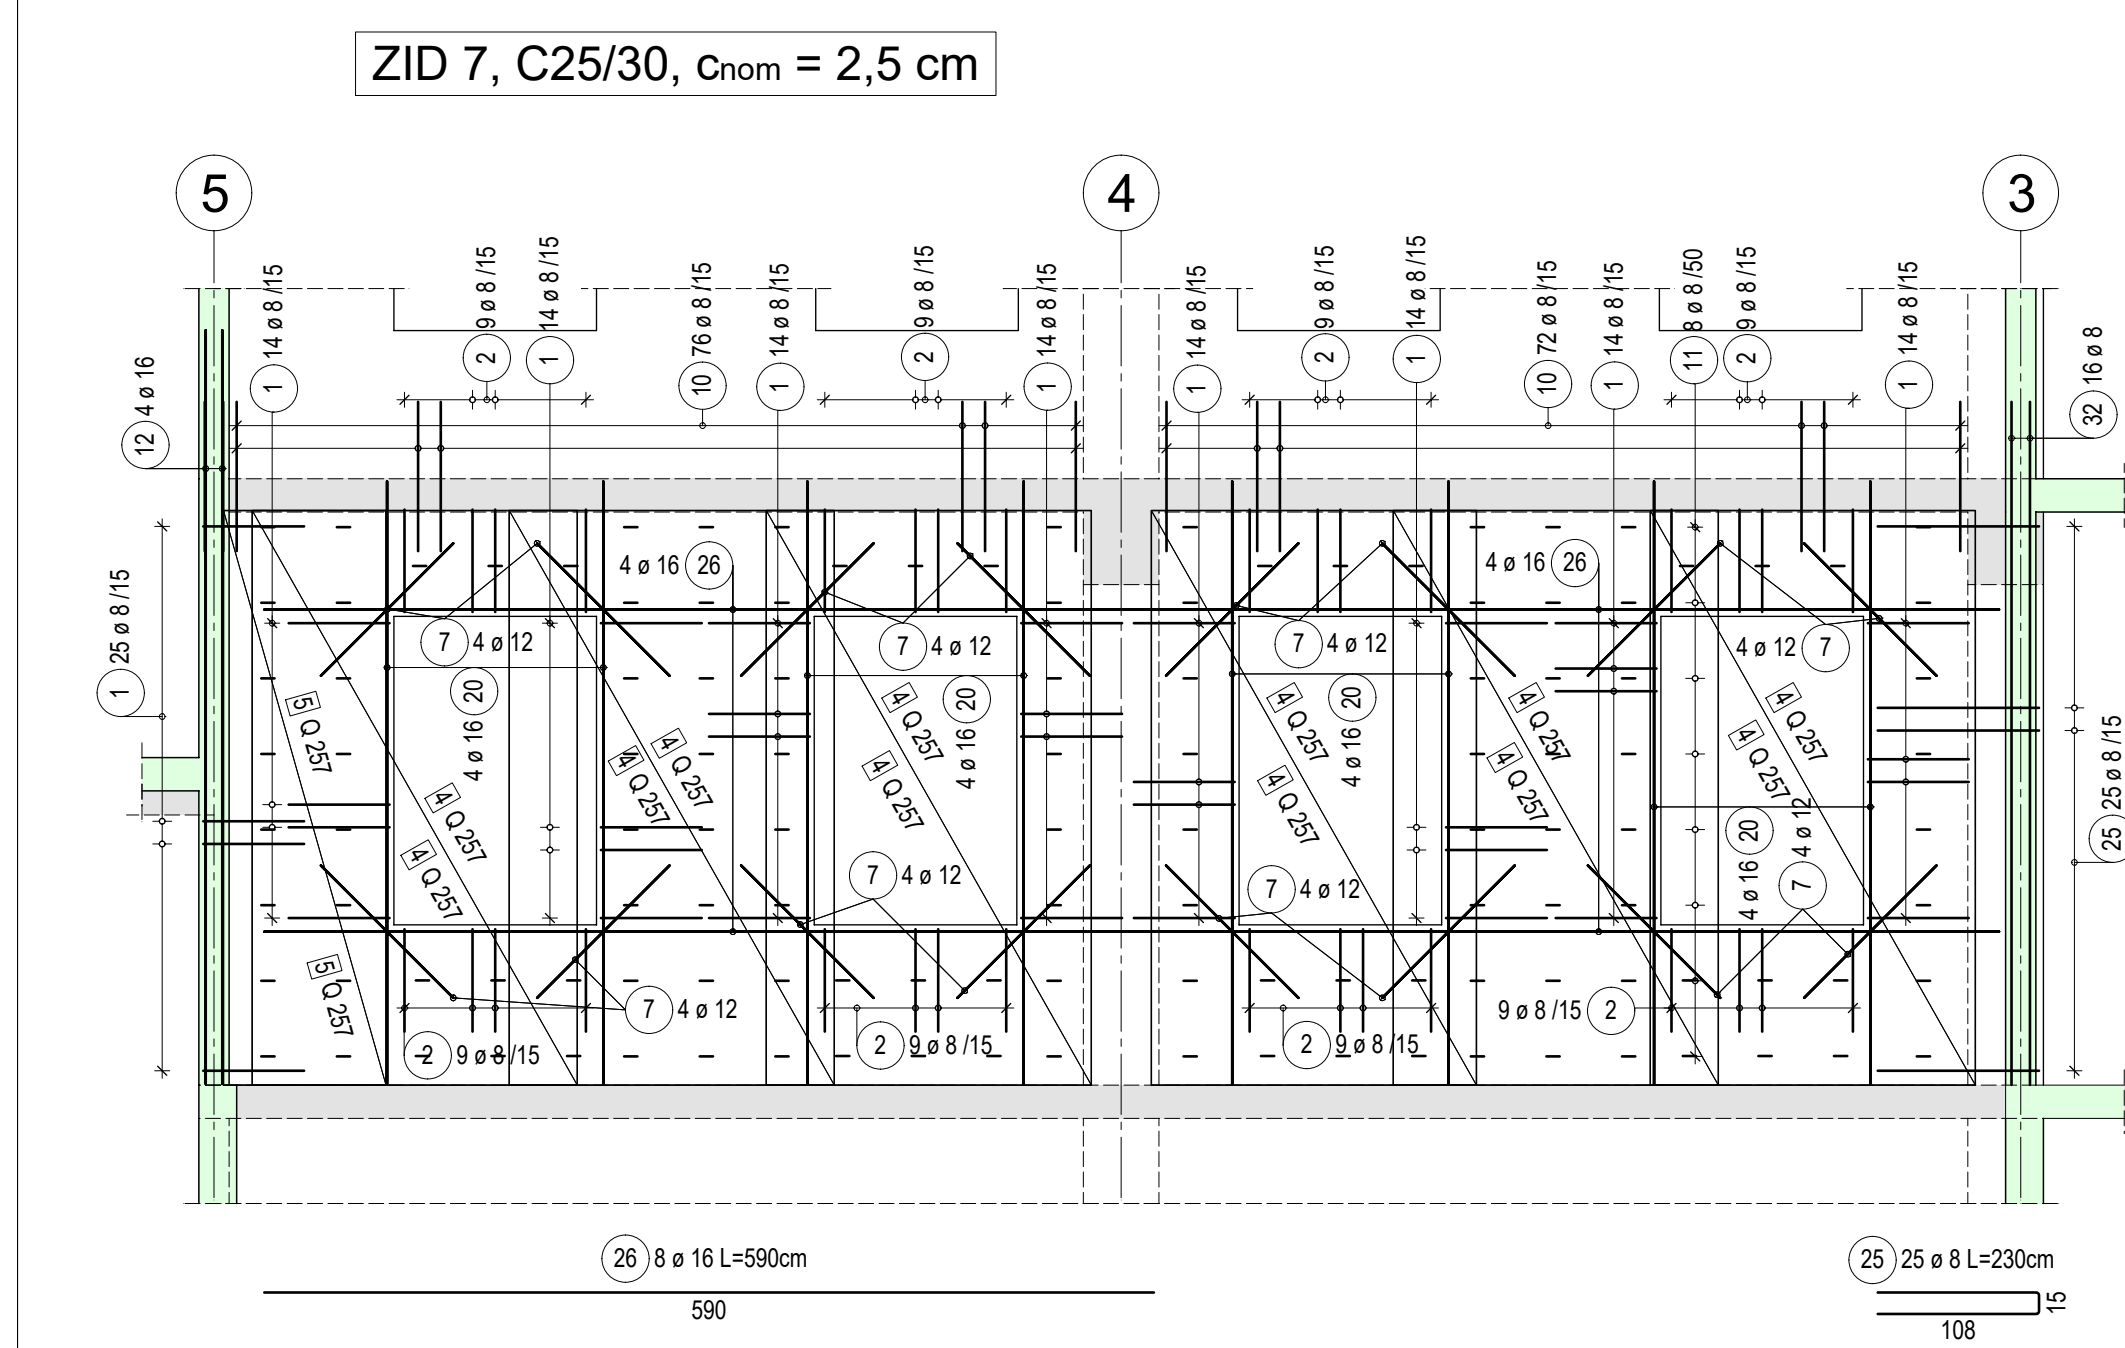 ZID 7, C25/30, cnom = 2,5 cm
5
4
3
1 14 ø 8 /15
2 9 ø 8 /15
1 14 ø 8 /15
10 76 ø 8 /15
1 14 ø 8 /15
2 9 ø 8 /15
1 14 ø 8 /15
1 14 ø 8 /15
2 9 ø 8 /15
1 14 ø 8 /15
10 72 ø 8 /15
1 14 ø 8 /15
11 8 ø 8 /50
2 9 ø 8 /15
1 14 ø 8 /15
12 4 ø 16
32 16 ø 8
1 25 ø 8 /15
25 25 ø 8 /15
4 ø 16 26
4 ø 16 26
7 4 ø 12
7 4 ø 12
7 4 ø 12
4 ø 12 7
4 ø 16 20
4 ø 16 20
4 ø 16 20
4 ø 16 20
5 Q 257
4 Q 257
4 Q 257
4 Q 257
4 Q 257
4 Q 257
4 Q 257
4 Q 257
4 Q 257
4 Q 257
4 Q 257
4 Q 257
4 Q 257
5 Q 257
7 4 ø 12
7 4 ø 12
7 4 ø 12
7 4 ø 12
2 9 ø 8 /15
2 9 ø 8 /15
2 9 ø 8 /15
9 ø 8 /15 2
26 8 ø 16 L=590cm
590
25 25 ø 8 L=230cm
15
108